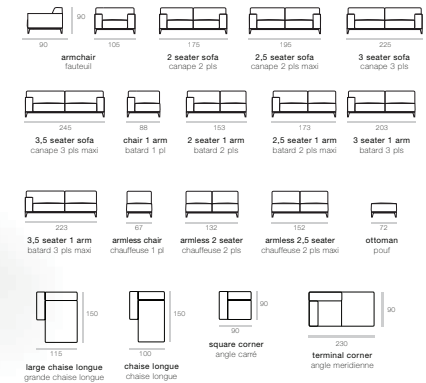 90
90 105 175 195 225
armchair 2 seater sofa 2,5 seater sofa 3 seater sofa
fauteuil canape 2 pls canape 2 pls maxi canape 3 pls
245 88 153 173 203
3,5 seater sofa chair 1 arm 2 seater 1 arm 2,5 seater 1 arm 3 seater 1 arm
canape 3 pls maxi batard 1 pl batard 2 pls batard 2 pls maxi batard 3 pls
223 67 132 152 72
3,5 seater 1 arm armless chair armless 2 seater armless 2,5 seater ottoman
batard 3 pls maxi chauffeuse 1 pl chauffeuse 2 pls chauffeuse 2 pls maxi pouf
150 150 90 90
115 100 90 230
large chaise longue chaise longue square corner terminal corner
grande chaise longue chaise longue angle carré angle meridienne